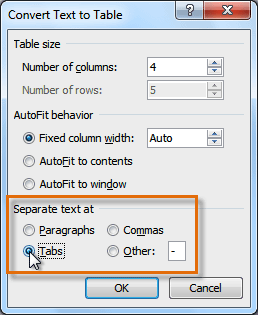 Convert Text to Table ?
Table size
Number of columns: 4
Number of rows: 5
AutoFit behavior
Fixed column width: Auto
AutoFit to contents
AutoFit to window
Separate text at
Paragraphs Commas
Tabs Other: -
OK Cancel